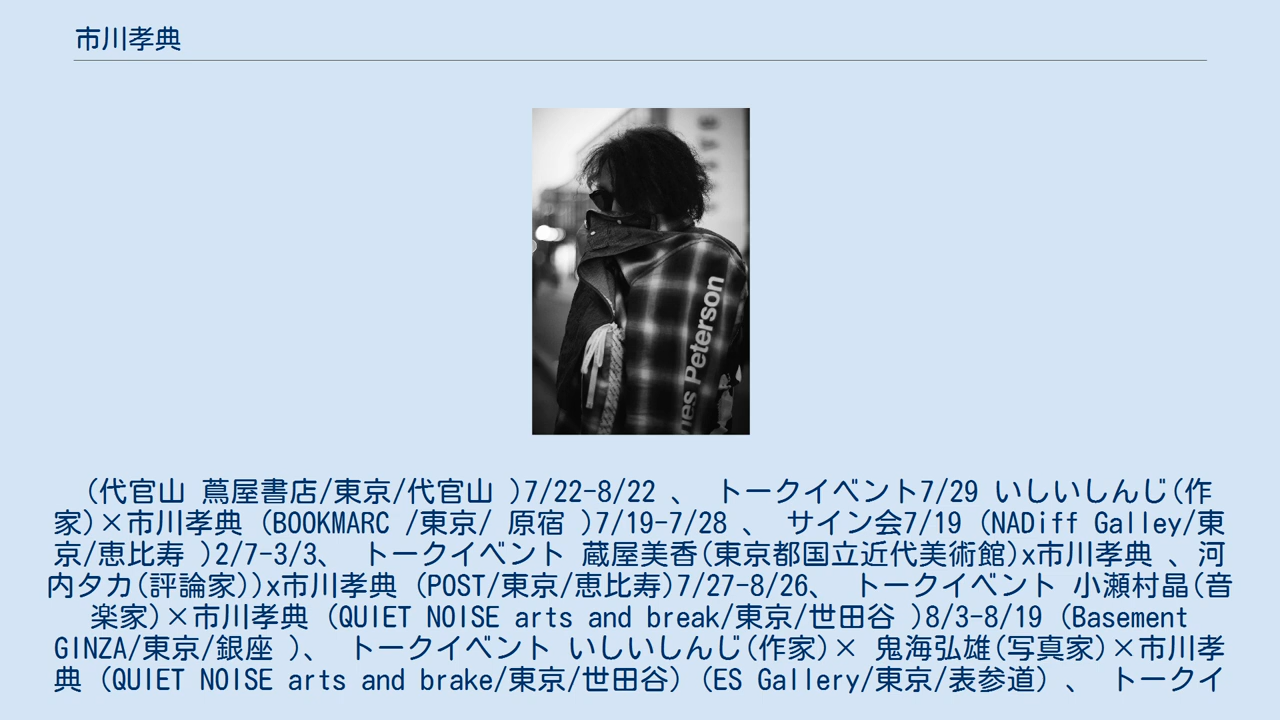 市川孝典
nes Peterson
(代官山 蔦屋書店/東京/代官山 )7/22-8/22 、 トークイベント7/29 いしいしんじ(作
家)×市川孝典 (BOOKMARC /東京/ 原宿 )7/19-7/28 、 サイン会7/19 (NADiff Galley/東
京/恵比寿 )2/7-3/3、 トークイベント 蔵屋美香(東京都国立近代美術館)x市川孝典 、河
内タカ(評論家))x市川孝典 (POST/東京/恵比寿)7/27-8/26、 トークイベント 小瀬村晶(音
楽家)×市川孝典 (QUIET NOISE arts and break/東京/世田谷 )8/3-8/19 (Basement
GINZA/東京/銀座 )、 トークイベント いしいしんじ(作家)× 鬼海弘雄(写真家)×市川孝
典 (QUIET NOISE arts and brake/東京/世田谷) (ES Gallery/東京/表参道) 、 トークイ